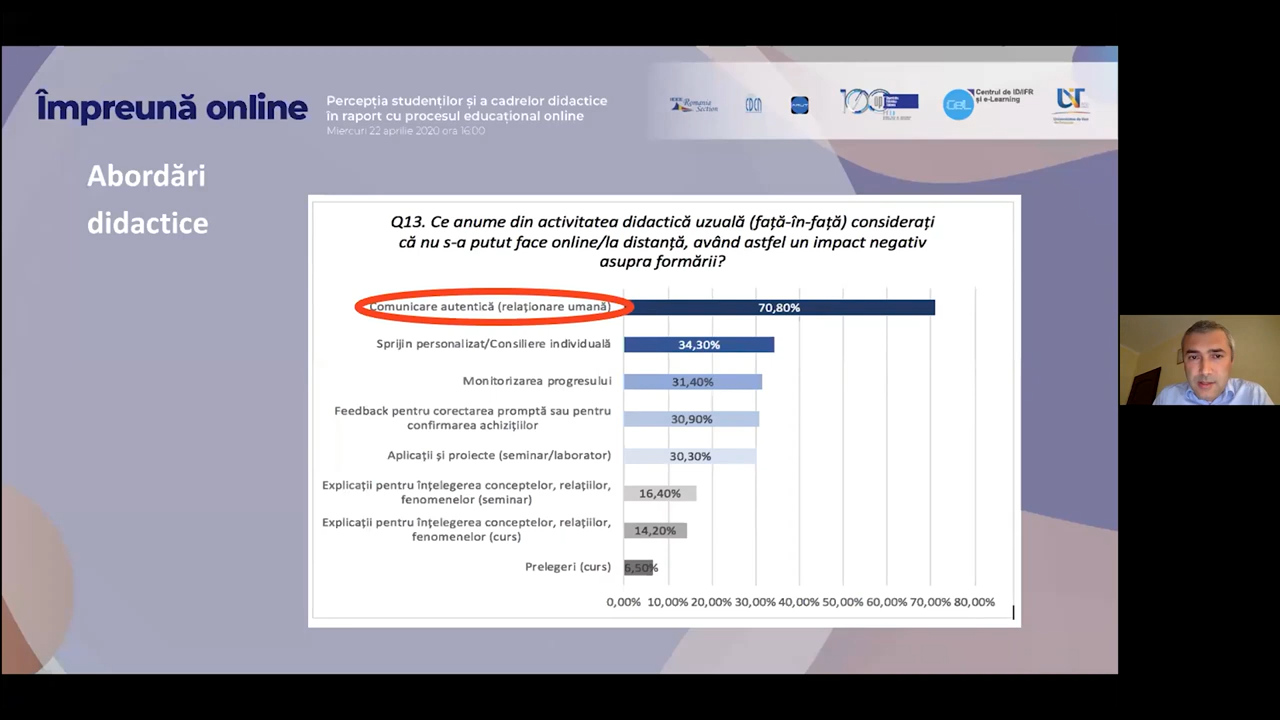 Împreună online
Percepția studenților și a cadrelor didactice
în raport cu procesul educațional online
Miercuri 22 aprilie 2020 ora 16:00
Romania
Section
Centrul de ID/IFR
și e-Learning
Abordări
didactice
Q13. Ce anume din activitatea didactică uzuală (față-în-față) considerați
că nu s-a putut face online/la distanță, având astfel un impact negativ
asupra formării?
Comunicare autentică (relaționare umană)
70,80%
Sprijin personalizat/Consiliere individuală
34,30%
Monitorizarea progresului
31,40%
Feedback pentru corectarea promptă sau pentru
confirmarea achizițiilor
30,90%
Aplicații și proiecte (seminar/laborator)
30,30%
Explicații pentru înțelegerea conceptelor, relațiilor,
fenomenelor (seminar)
16,40%
Explicații pentru înțelegerea conceptelor, relațiilor,
fenomenelor (curs)
14,20%
Prelegeri (curs)
6,50%
0,00% 10,00% 20,00% 30,00% 40,00% 50,00% 60,00% 70,00% 80,00%